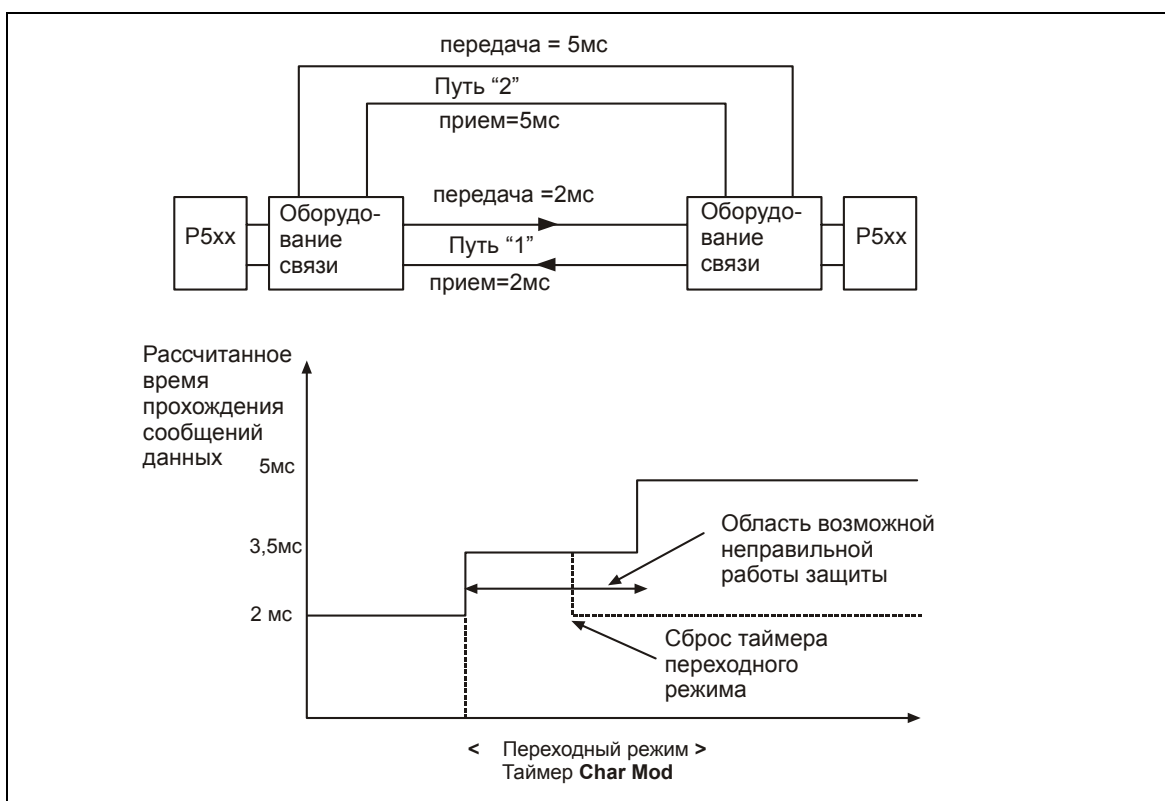 передача = 5мс
Путь “2”
прием=5мс
P5xx
Оборудо-
вание
связи
передача =2мс
Путь “1”
прием=2мс
Оборудо-
вание
связи
P5xx
Рассчитанное
время
прохождения
сообщений
данных
5мс
3,5мс
2 мс
Область возможной
неправильной
работы защиты
Сброс таймера
переходного
режима
< Переходный режим >
Таймер Char Mod